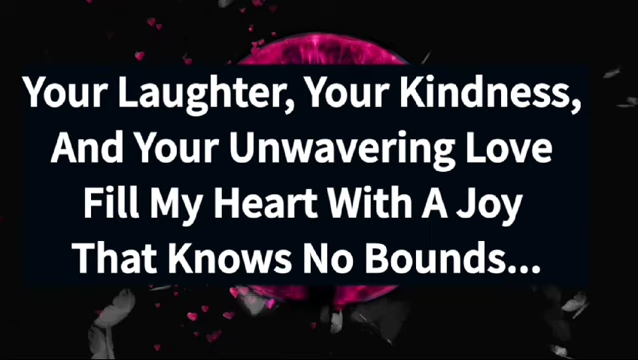 Your Laughter, Your Kindness,
And Your Unwavering Love
Fill My Heart With A Joy
That Knows No Bounds...